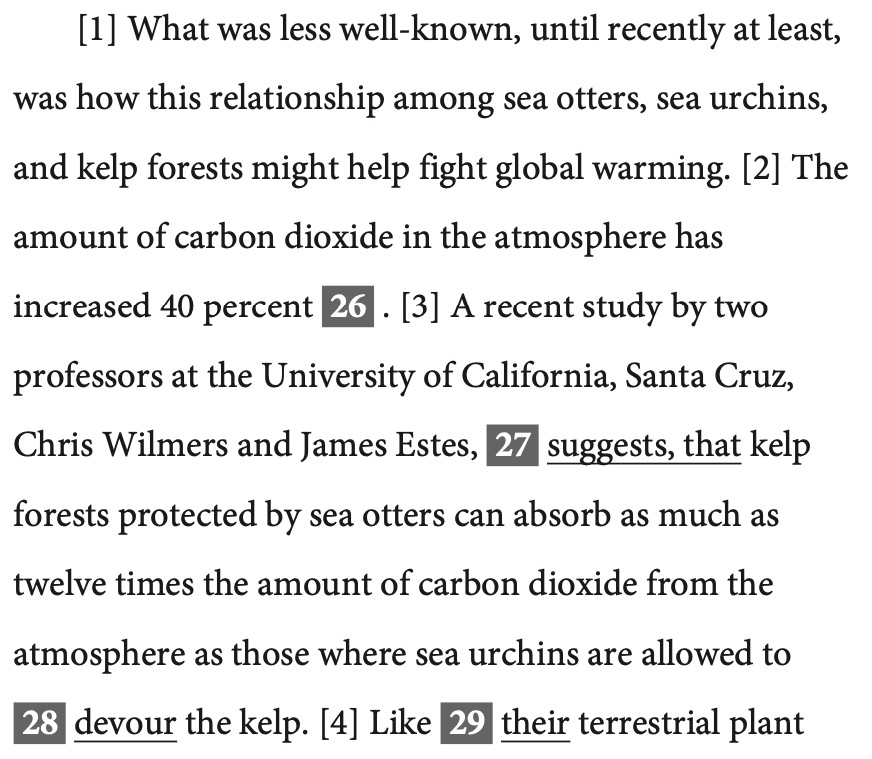 [1] What was less well-known, until recently at least,
was how this relationship among sea otters, sea urchins,
and kelp forests might help fight global warming. [2] The
amount of carbon dioxide in the atmosphere has
increased 40 percent 26 . [3] A recent study by two
professors at the University of California, Santa Cruz,
Chris Wilmers and James Estes, 27 suggests, that kelp
forests protected by sea otters can absorb as much as
twelve times the amount of carbon dioxide from the
atmosphere as those where sea urchins are allowed to
28 devour the kelp. [4] Like 29 their terrestrial plant